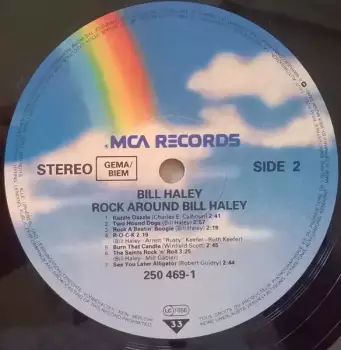 MCA RECORDS
STEREO
GEMA/
BIEM
SIDE 2
BILL HALEY
ROCK AROUND BILL HALEY
1 Razzle Dazzle (Charles E. Calhoun) 2:41
2 Two Hound Dogs (Bill Haley) 2:52
3 Rock A Beatin' Boogie (Bill Haley) 2:19
4 R-O-C-K 2:19
(Bill Haley - Arrett "Rusty" Keefer - Ruth Keefer)
5 Burn That Candle (Winfield Scott) 2:45
6 The Saints Rock 'n' Roll 3:25
(Bill Haley - Milt Gabler)
7 See You Later Alligator (Robert Guidry) 2:44
250 469-1
LC 1056
33